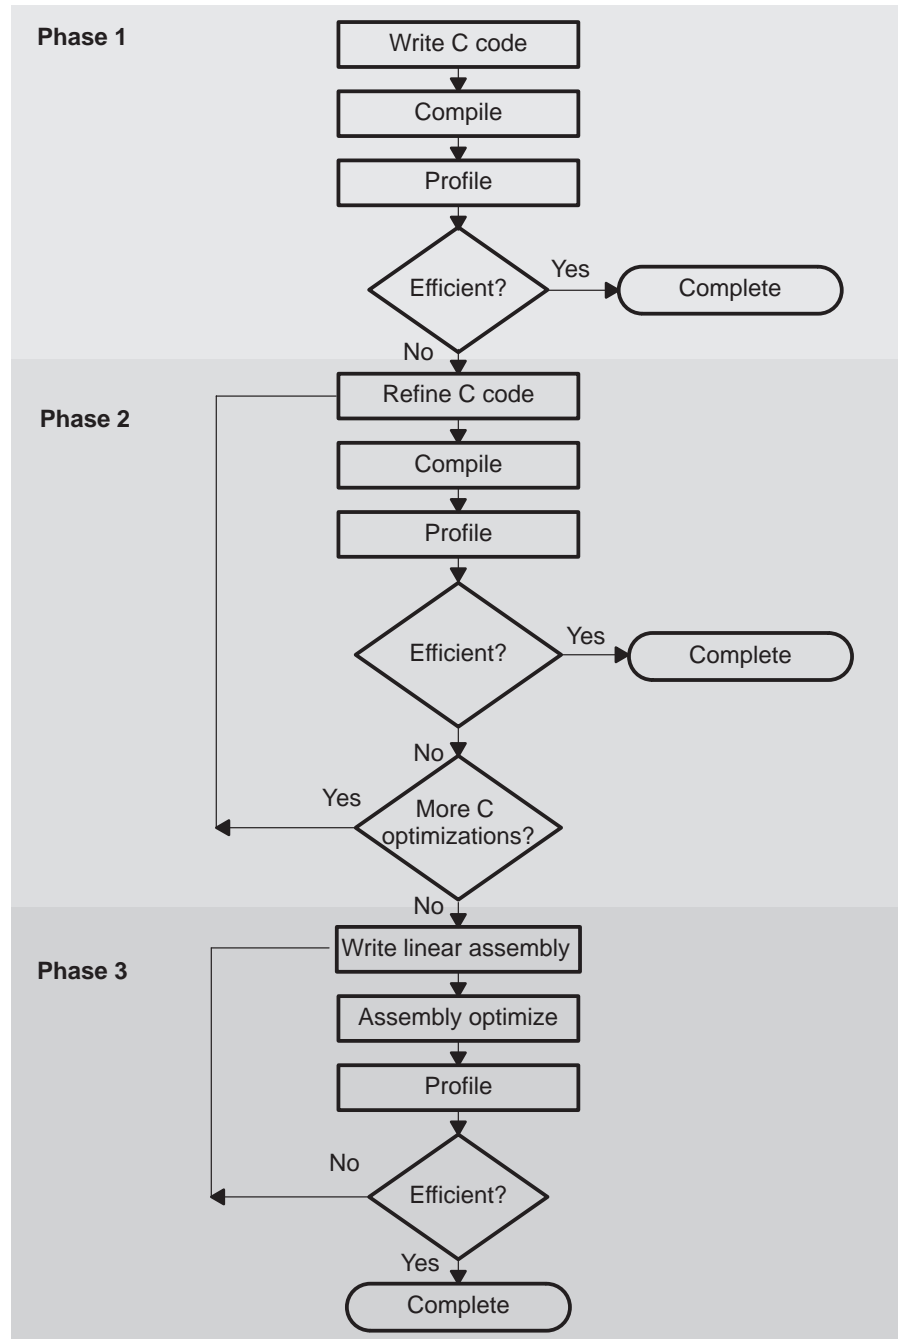 Phase 1
Write C code
Compile
Profile
Efficient?
Yes
Complete
No
Phase 2
Refine C code
Compile
Profile
Efficient?
Yes
Complete
No
Yes
More C
optimizations?
No
Phase 3
Write linear assembly
Assembly optimize
Profile
No
Efficient?
Yes
Complete